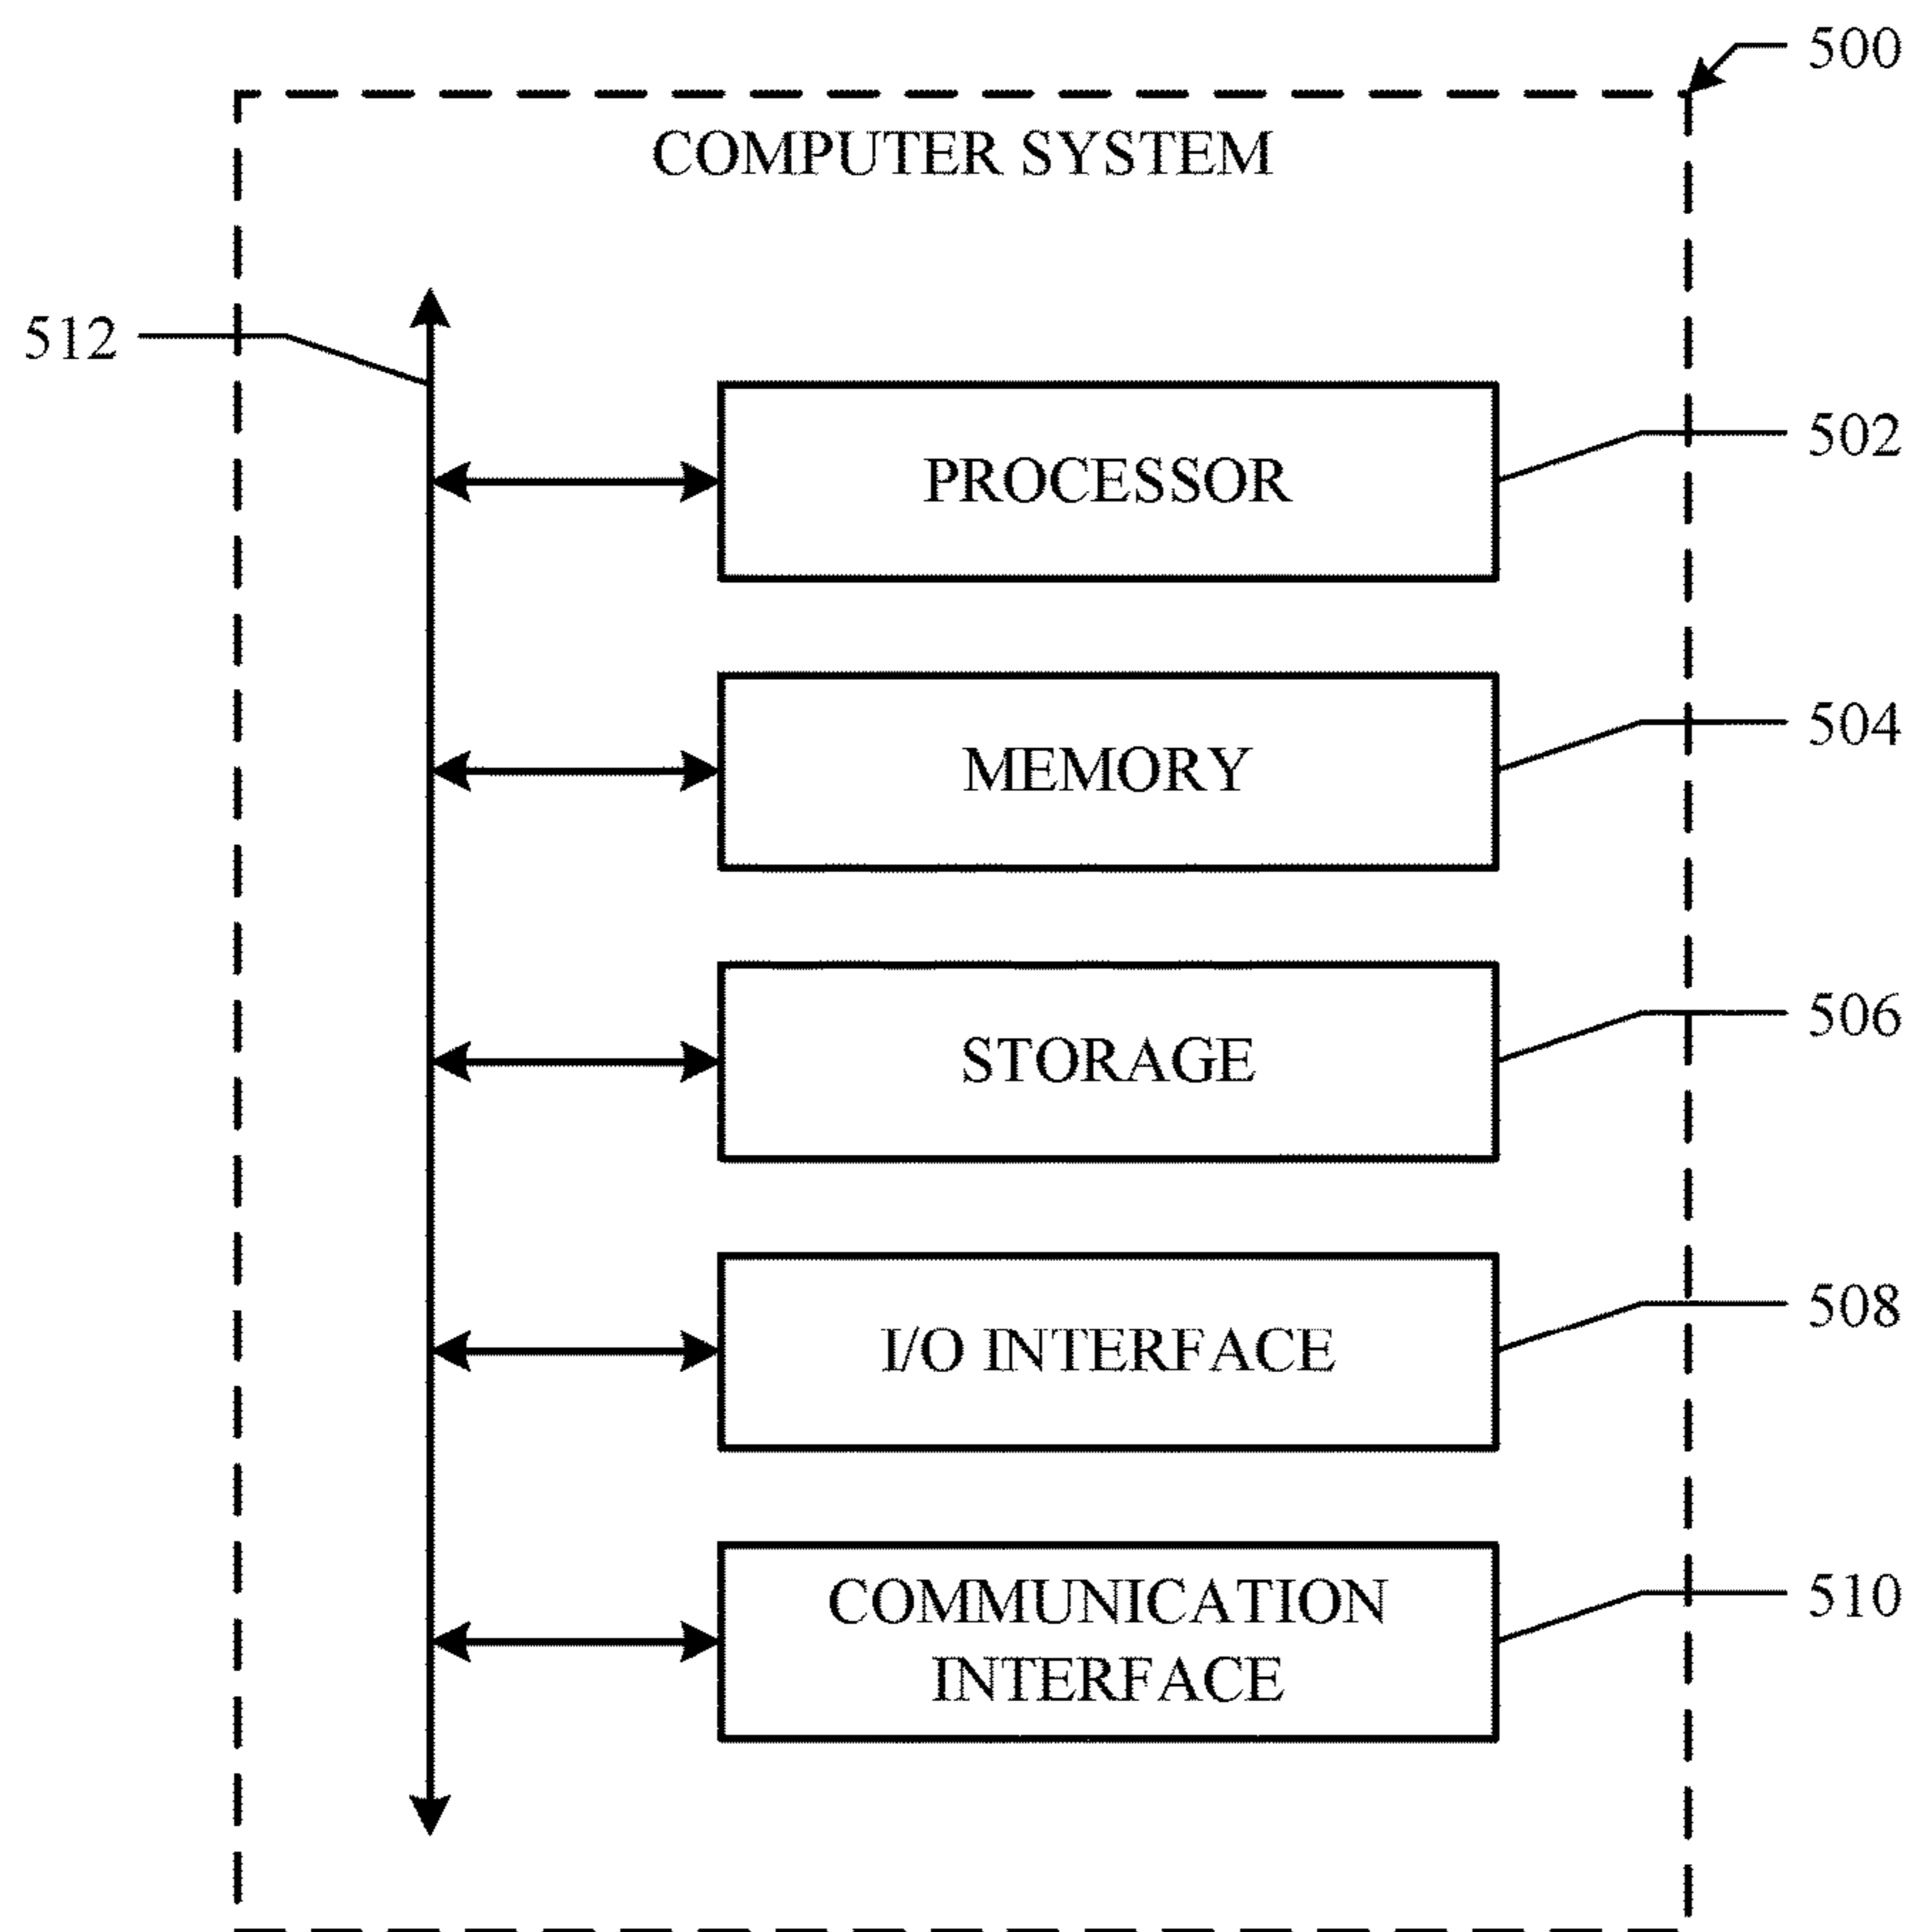 500
COMPUTER SYSTEM
512
PROCESSOR
502
MEMORY
504
STORAGE
506
I/O INTERFACE
508
COMMUNICATION
INTERFACE
510